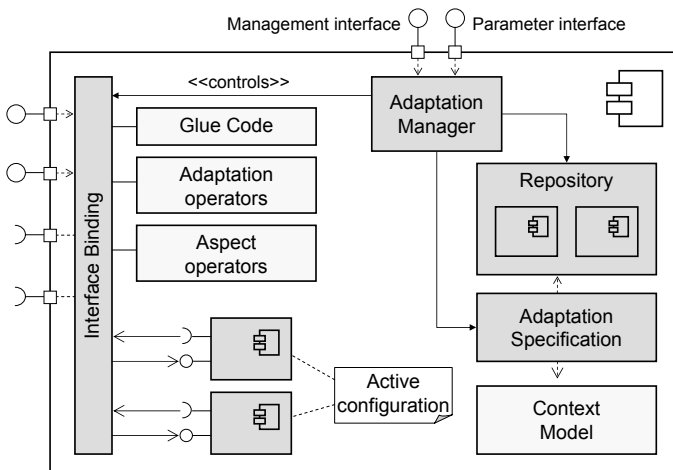 Management interface
Parameter interface
<<controls>>
Adaptation
Manager
Glue Code
Adaptation
operators
Aspect
operators
Interface Binding
Repository
Adaptation
Specification
Active
configuration
Context
Model